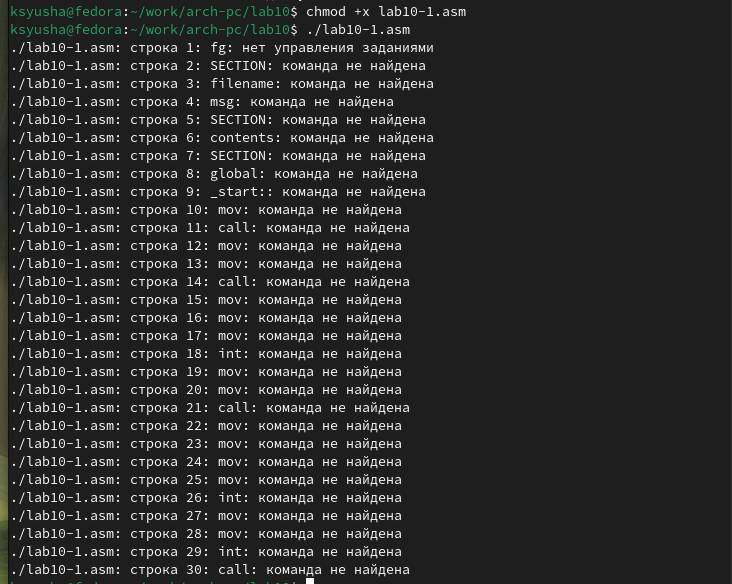 ksyusha@fedora:~/work/arch-pc/lab10$ chmod +x lab10-1.asm
ksyusha@fedora:~/work/arch-pc/lab10$ ./lab10-1.asm
./lab10-1.asm: строка 1: fg: нет управления заданиями
./lab10-1.asm: строка 2: SECTION: команда не найдена
./lab10-1.asm: строка 3: filename: команда не найдена
./lab10-1.asm: строка 4: msg: команда не найдена
./lab10-1.asm: строка 5: SECTION: команда не найдена
./lab10-1.asm: строка 6: contents: команда не найдена
./lab10-1.asm: строка 7: SECTION: команда не найдена
./lab10-1.asm: строка 8: global: команда не найдена
./lab10-1.asm: строка 9: _start:: команда не найдена
./lab10-1.asm: строка 10: mov: команда не найдена
./lab10-1.asm: строка 11: call: команда не найдена
./lab10-1.asm: строка 12: mov: команда не найдена
./lab10-1.asm: строка 13: mov: команда не найдена
./lab10-1.asm: строка 14: call: команда не найдена
./lab10-1.asm: строка 15: mov: команда не найдена
./lab10-1.asm: строка 16: mov: команда не найдена
./lab10-1.asm: строка 17: mov: команда не найдена
./lab10-1.asm: строка 18: int: команда не найдена
./lab10-1.asm: строка 19: mov: команда не найдена
./lab10-1.asm: строка 20: mov: команда не найдена
./lab10-1.asm: строка 21: call: команда не найдена
./lab10-1.asm: строка 22: mov: команда не найдена
./lab10-1.asm: строка 23: mov: команда не найдена
./lab10-1.asm: строка 24: mov: команда не найдена
./lab10-1.asm: строка 25: mov: команда не найдена
./lab10-1.asm: строка 26: int: команда не найдена
./lab10-1.asm: строка 27: mov: команда не найдена
./lab10-1.asm: строка 28: mov: команда не найдена
./lab10-1.asm: строка 29: int: команда не найдена
./lab10-1.asm: строка 30: call: команда не найдена